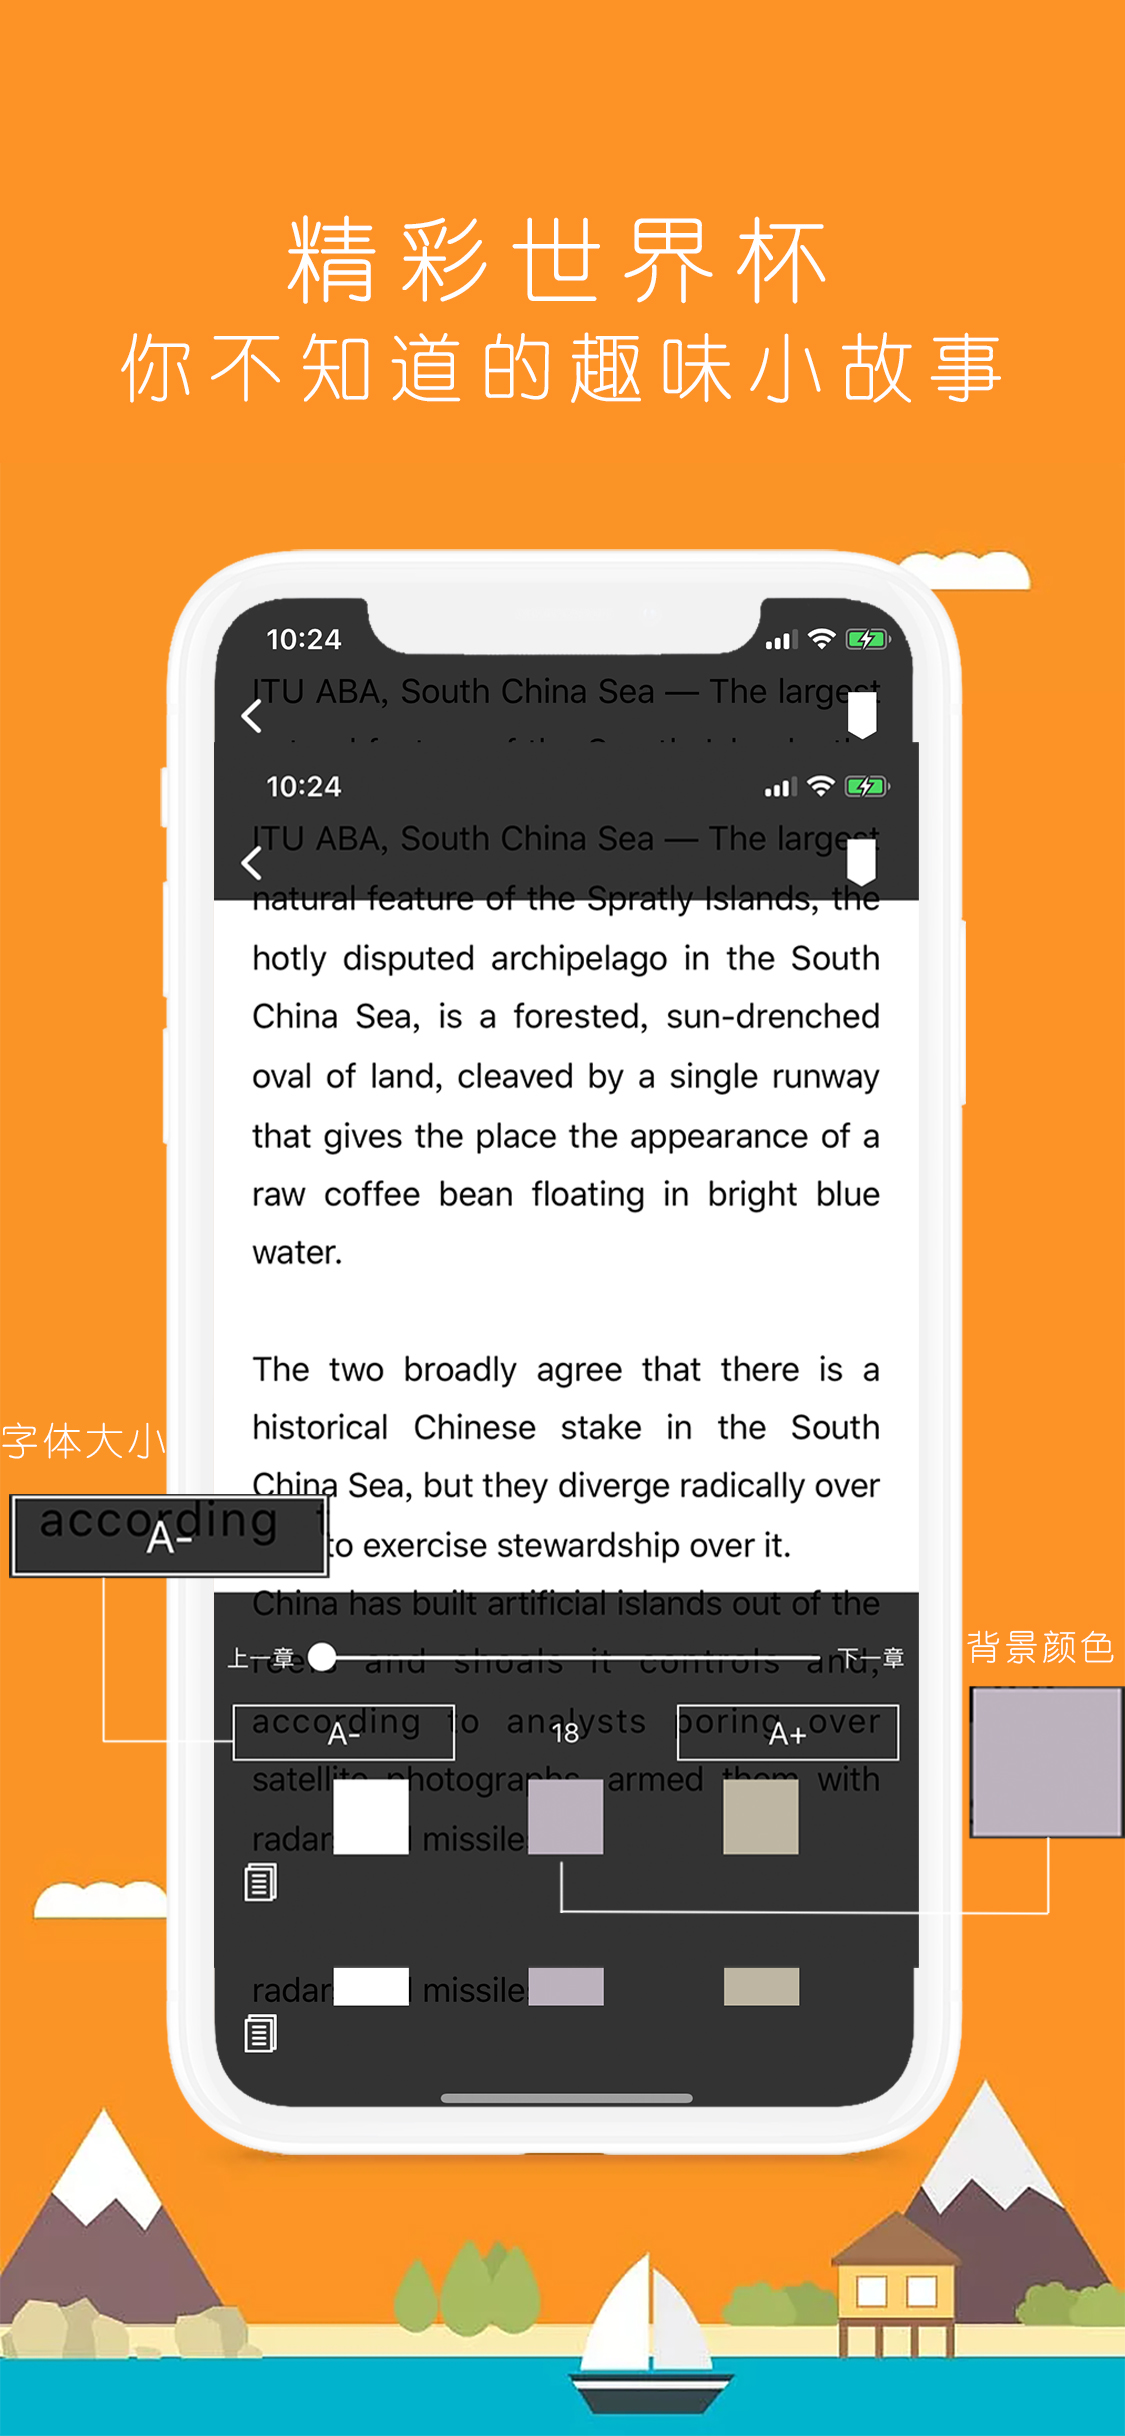 精彩世界杯
你不知道的趣味小故事
10:24
ITU ABA, South China Sea — The largest
10:24
ITU ABA, South China Sea — The largest
natural feature of the Spratly Islands, the
hotly disputed archipelago in the South
China Sea, is a forested, sun-drenched
oval of land, cleaved by a single runway
that gives the place the appearance of a
raw coffee bean floating in bright blue
water.
The two broadly agree that there is a
historical Chinese stake in the South
China Sea, but they diverge radically over
to exercise stewardship over it.
字体大小
according
A-
China has built artificial islands out of the
上一章
下一章
reefs and shoals it controls and,
背景颜色
according to analysts poring over
A- 18 A+
satellite photographs, armed them with
radar missile
radar missile